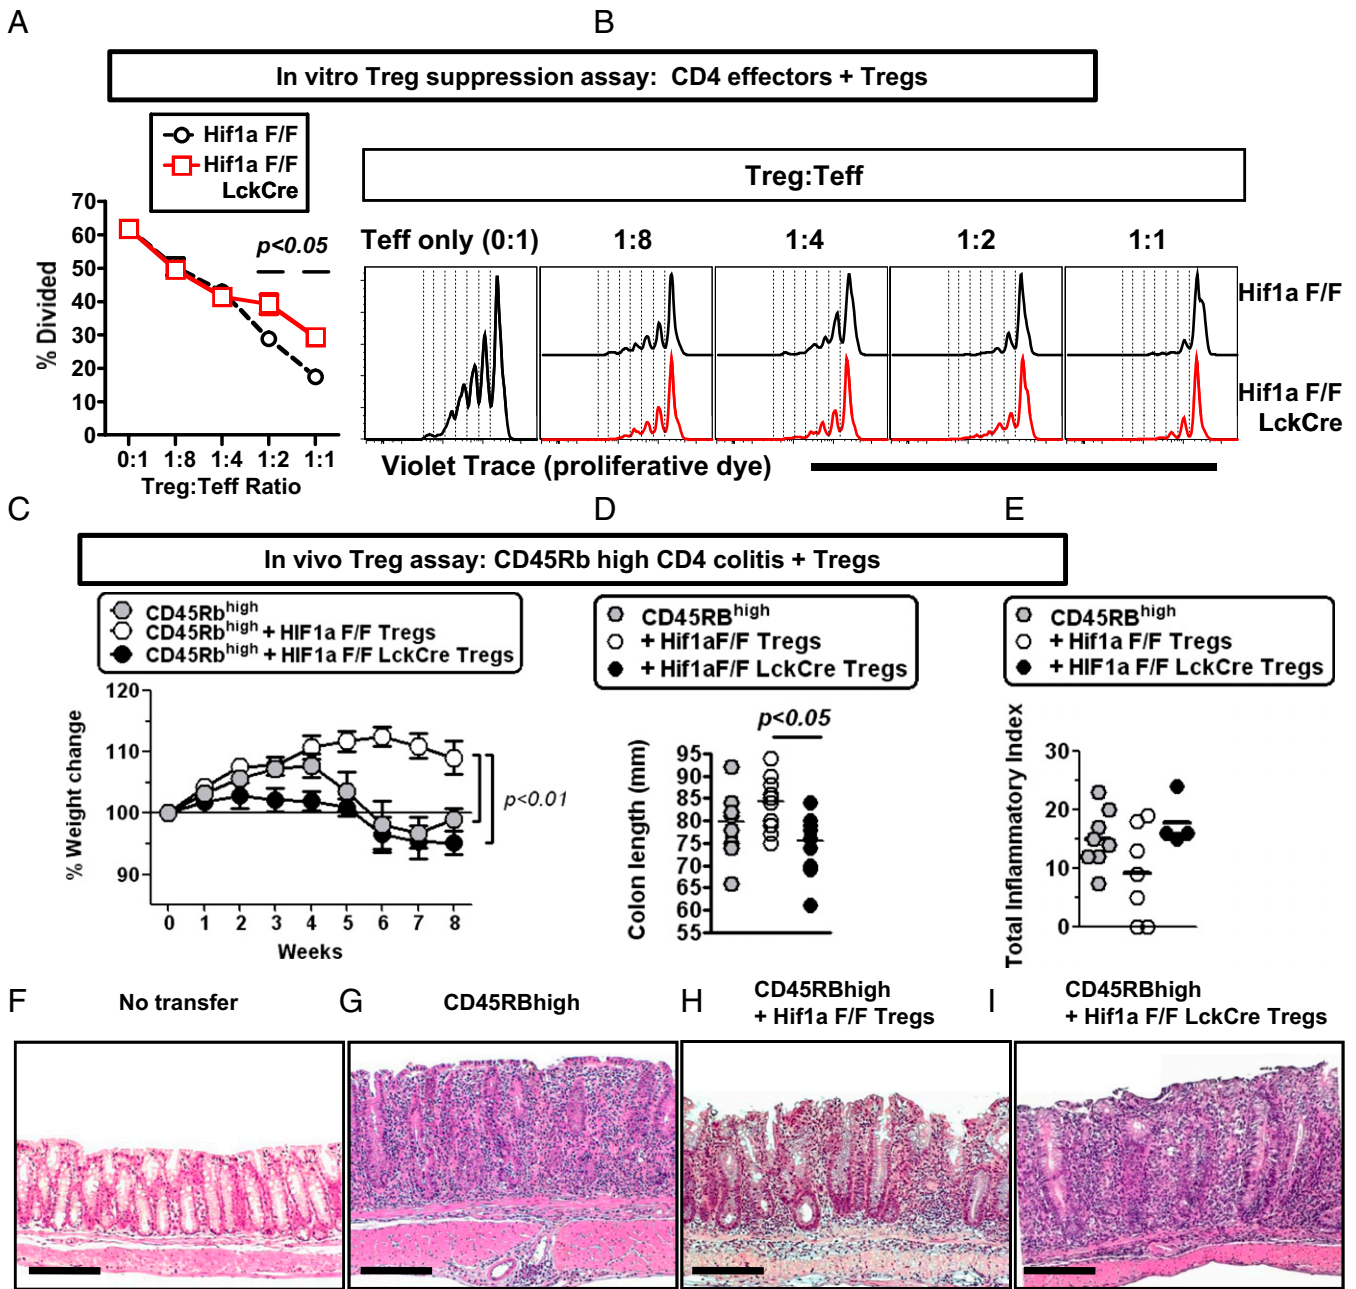 A
B
In vitro Treg suppression assay: CD4 effectors + Tregs
Hif1a F/F
Hif1a F/F
LckCre
Treg:Teff
70
60
50
40
30
20
10
0
% Divided
p<0.05
0:1 1:8 1:4 1:2 1:1
Treg:Teff Ratio
Teff only (0:1) 1:8 1:4 1:2 1:1
Hif1a F/F
Hif1a F/F
LckCre
Violet Trace (proliferative dye)
C
D
E
In vivo Treg assay: CD45Rb high CD4 colitis + Tregs
CD45Rbhigh
CD45Rbhigh + HIF1a F/F Tregs
CD45Rbhigh + HIF1a F/F LckCre Tregs
120
110
100
90
% Weight change
p<0.01
0 1 2 3 4 5 6 7 8
Weeks
CD45RBhigh
+ Hif1aF/F Tregs
+ Hif1aF/F LckCre Tregs
p<0.05
95
90
85
80
75
70
65
60
55
Colon length (mm)
CD45RBhigh
+ Hif1a F/F Tregs
+ HIF1a F/F LckCre Tregs
30
20
10
0
Total Inflammatory Index
F
No transfer
G
CD45RBhigh
H
CD45RBhigh
+ Hif1a F/F Tregs
I
CD45RBhigh
+ Hif1a F/F LckCre Tregs